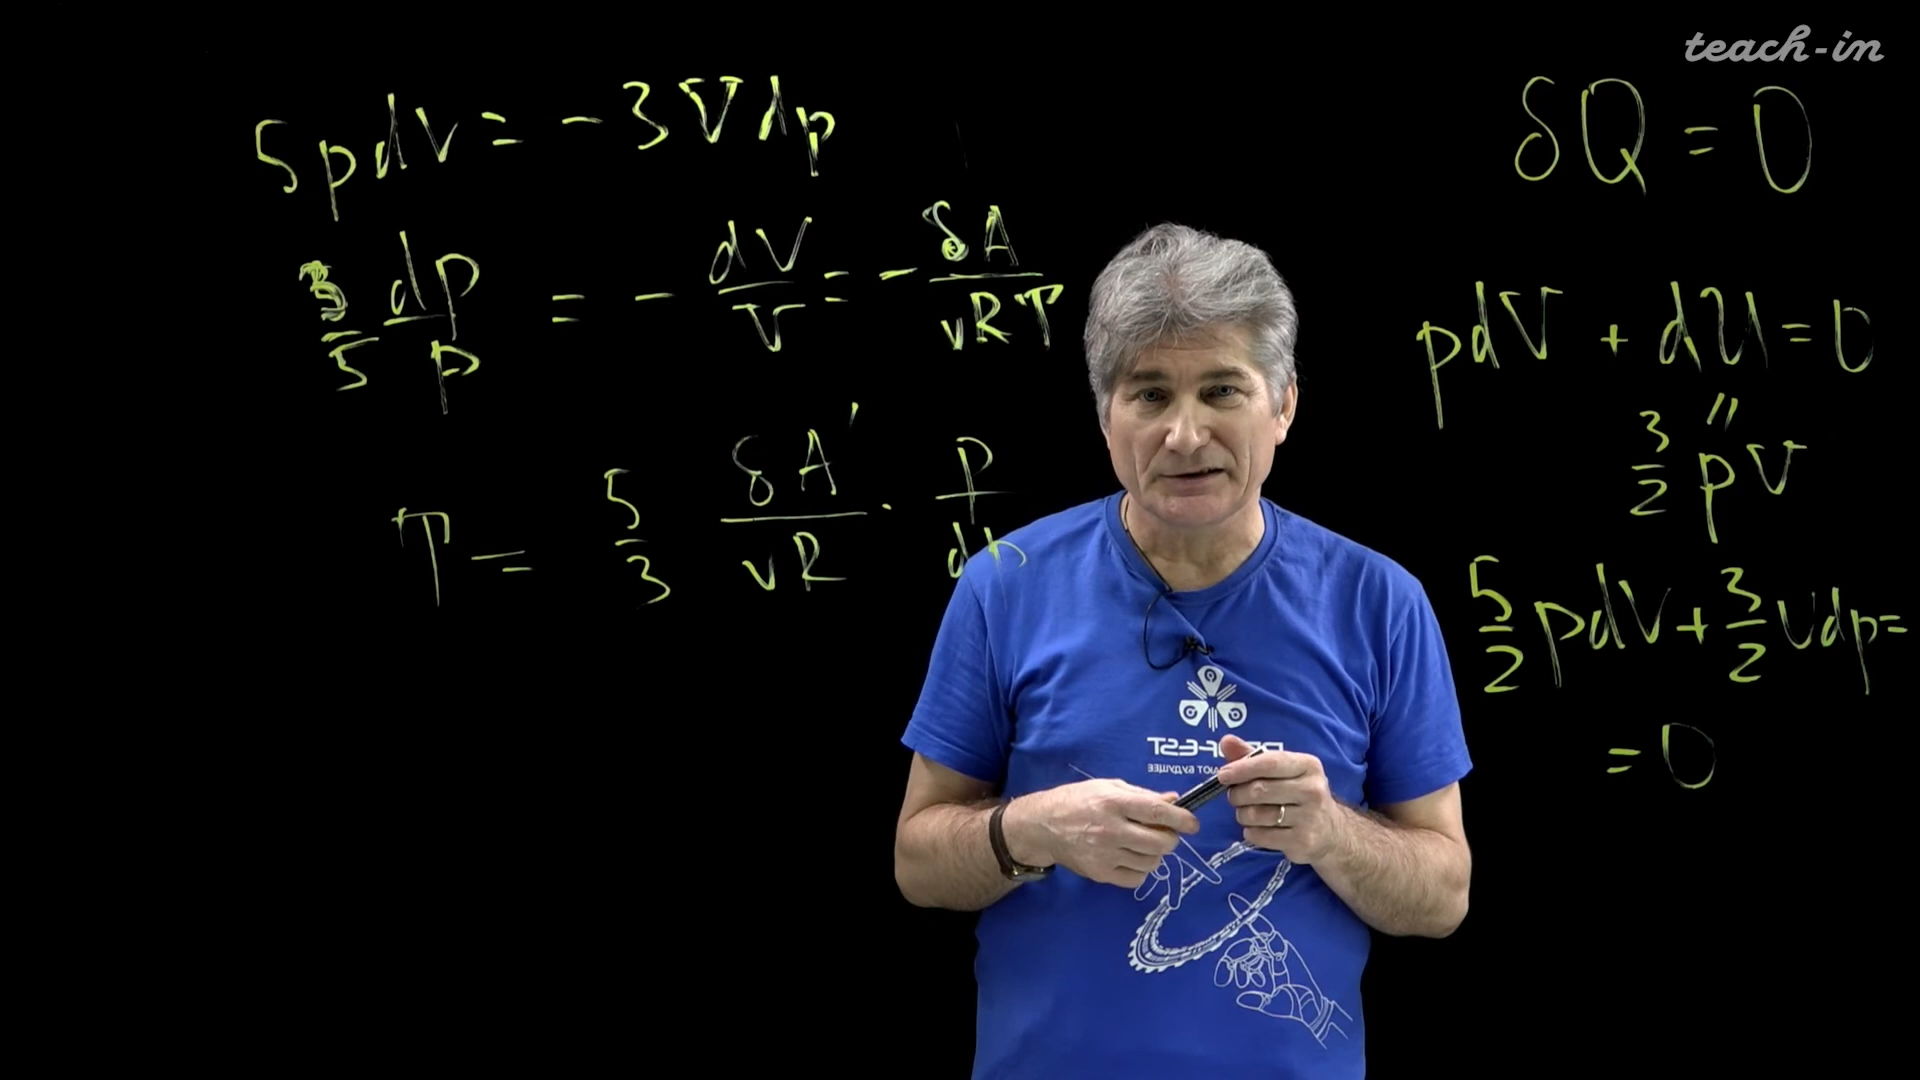 teach-in
5pdV = -3Vdp
3/5 dp/p = - dV/V = - δA/νRT
T = 5/3 δA'/νR · p/dp
δQ = 0
pdV + dU = 0
"
3/2 pV
5/2 pdV + 3/2 Vdp =
= 0